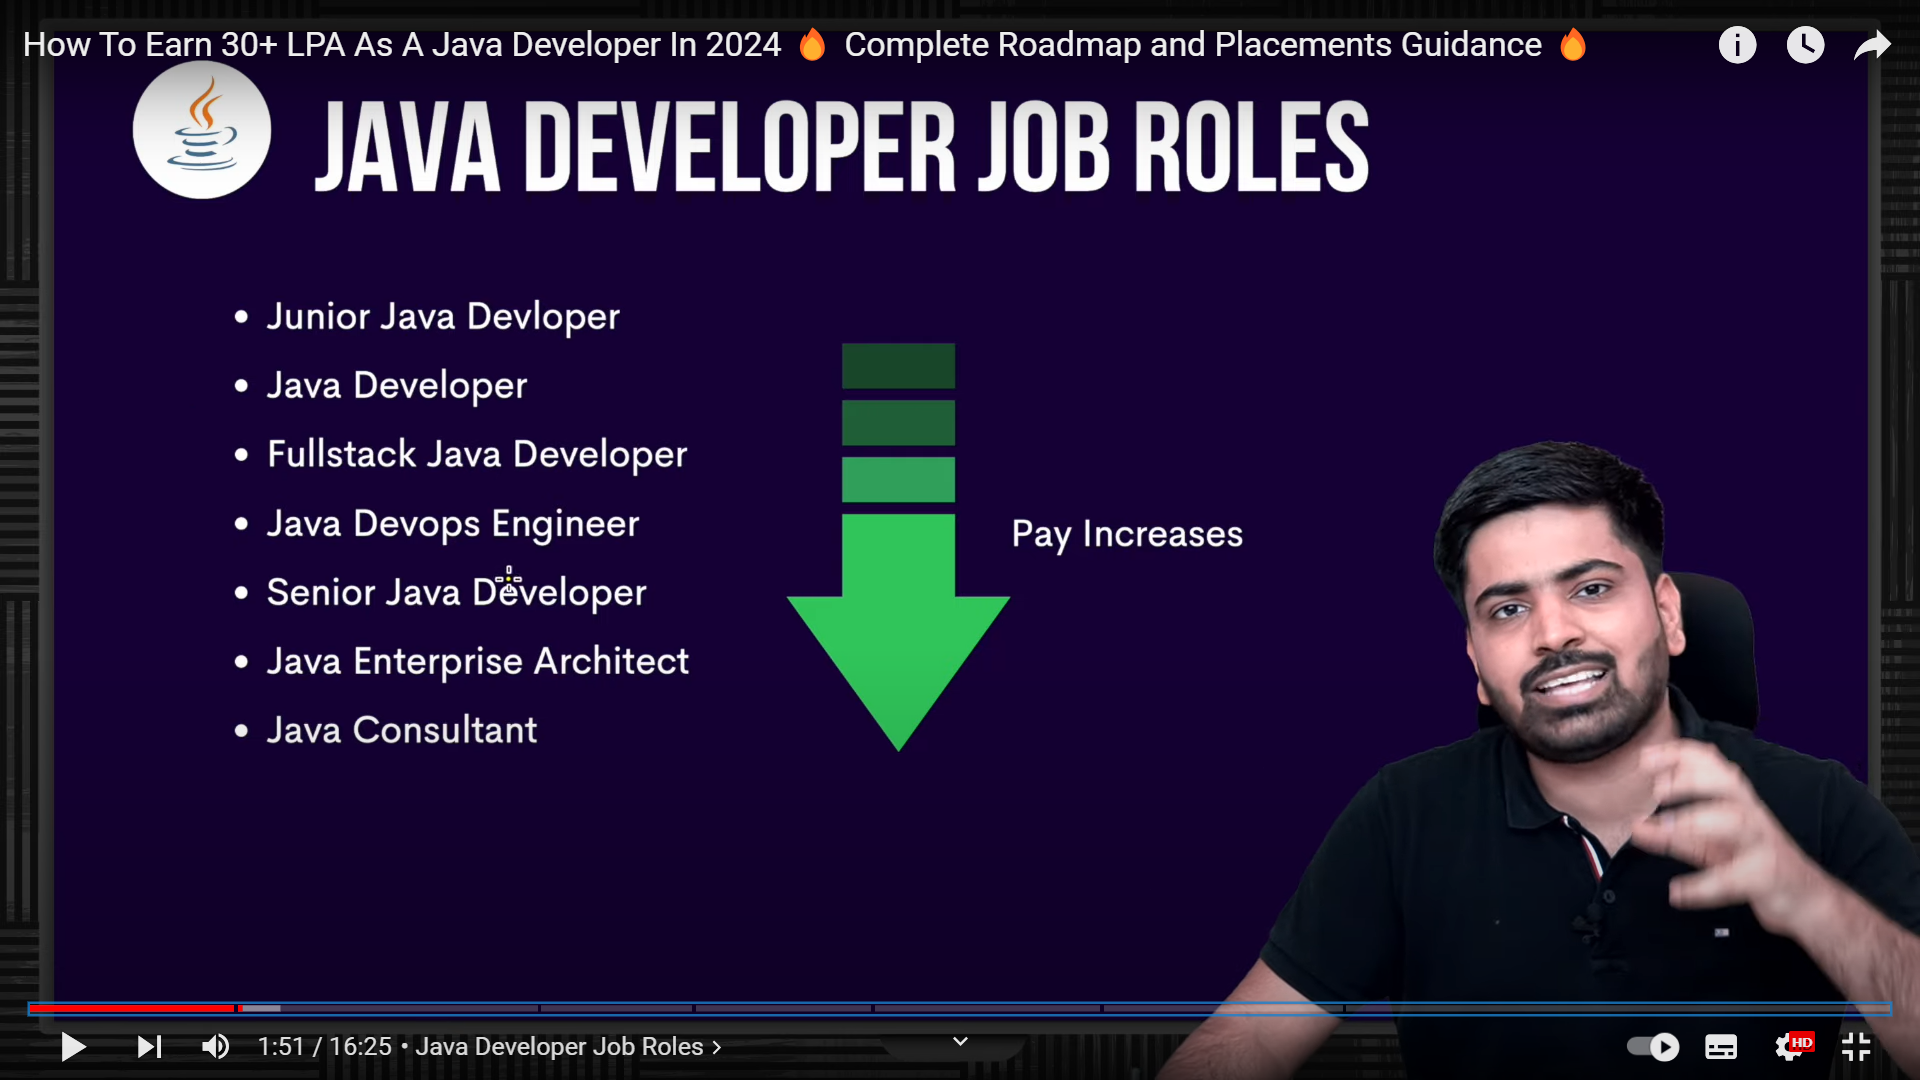 How To Earn 30+ LPA As A Java Developer In 2024 🔥 Complete Roadmap and Placements Guidance 🔥
JAVA DEVELOPER JOB ROLES
• Junior Java Devloper
• Java Developer
• Fullstack Java Developer
• Java Devops Engineer
• Senior Java Developer
• Java Enterprise Architect
• Java Consultant
Pay Increases
1:51 / 16:25 • Java Developer Job Roles >
HD